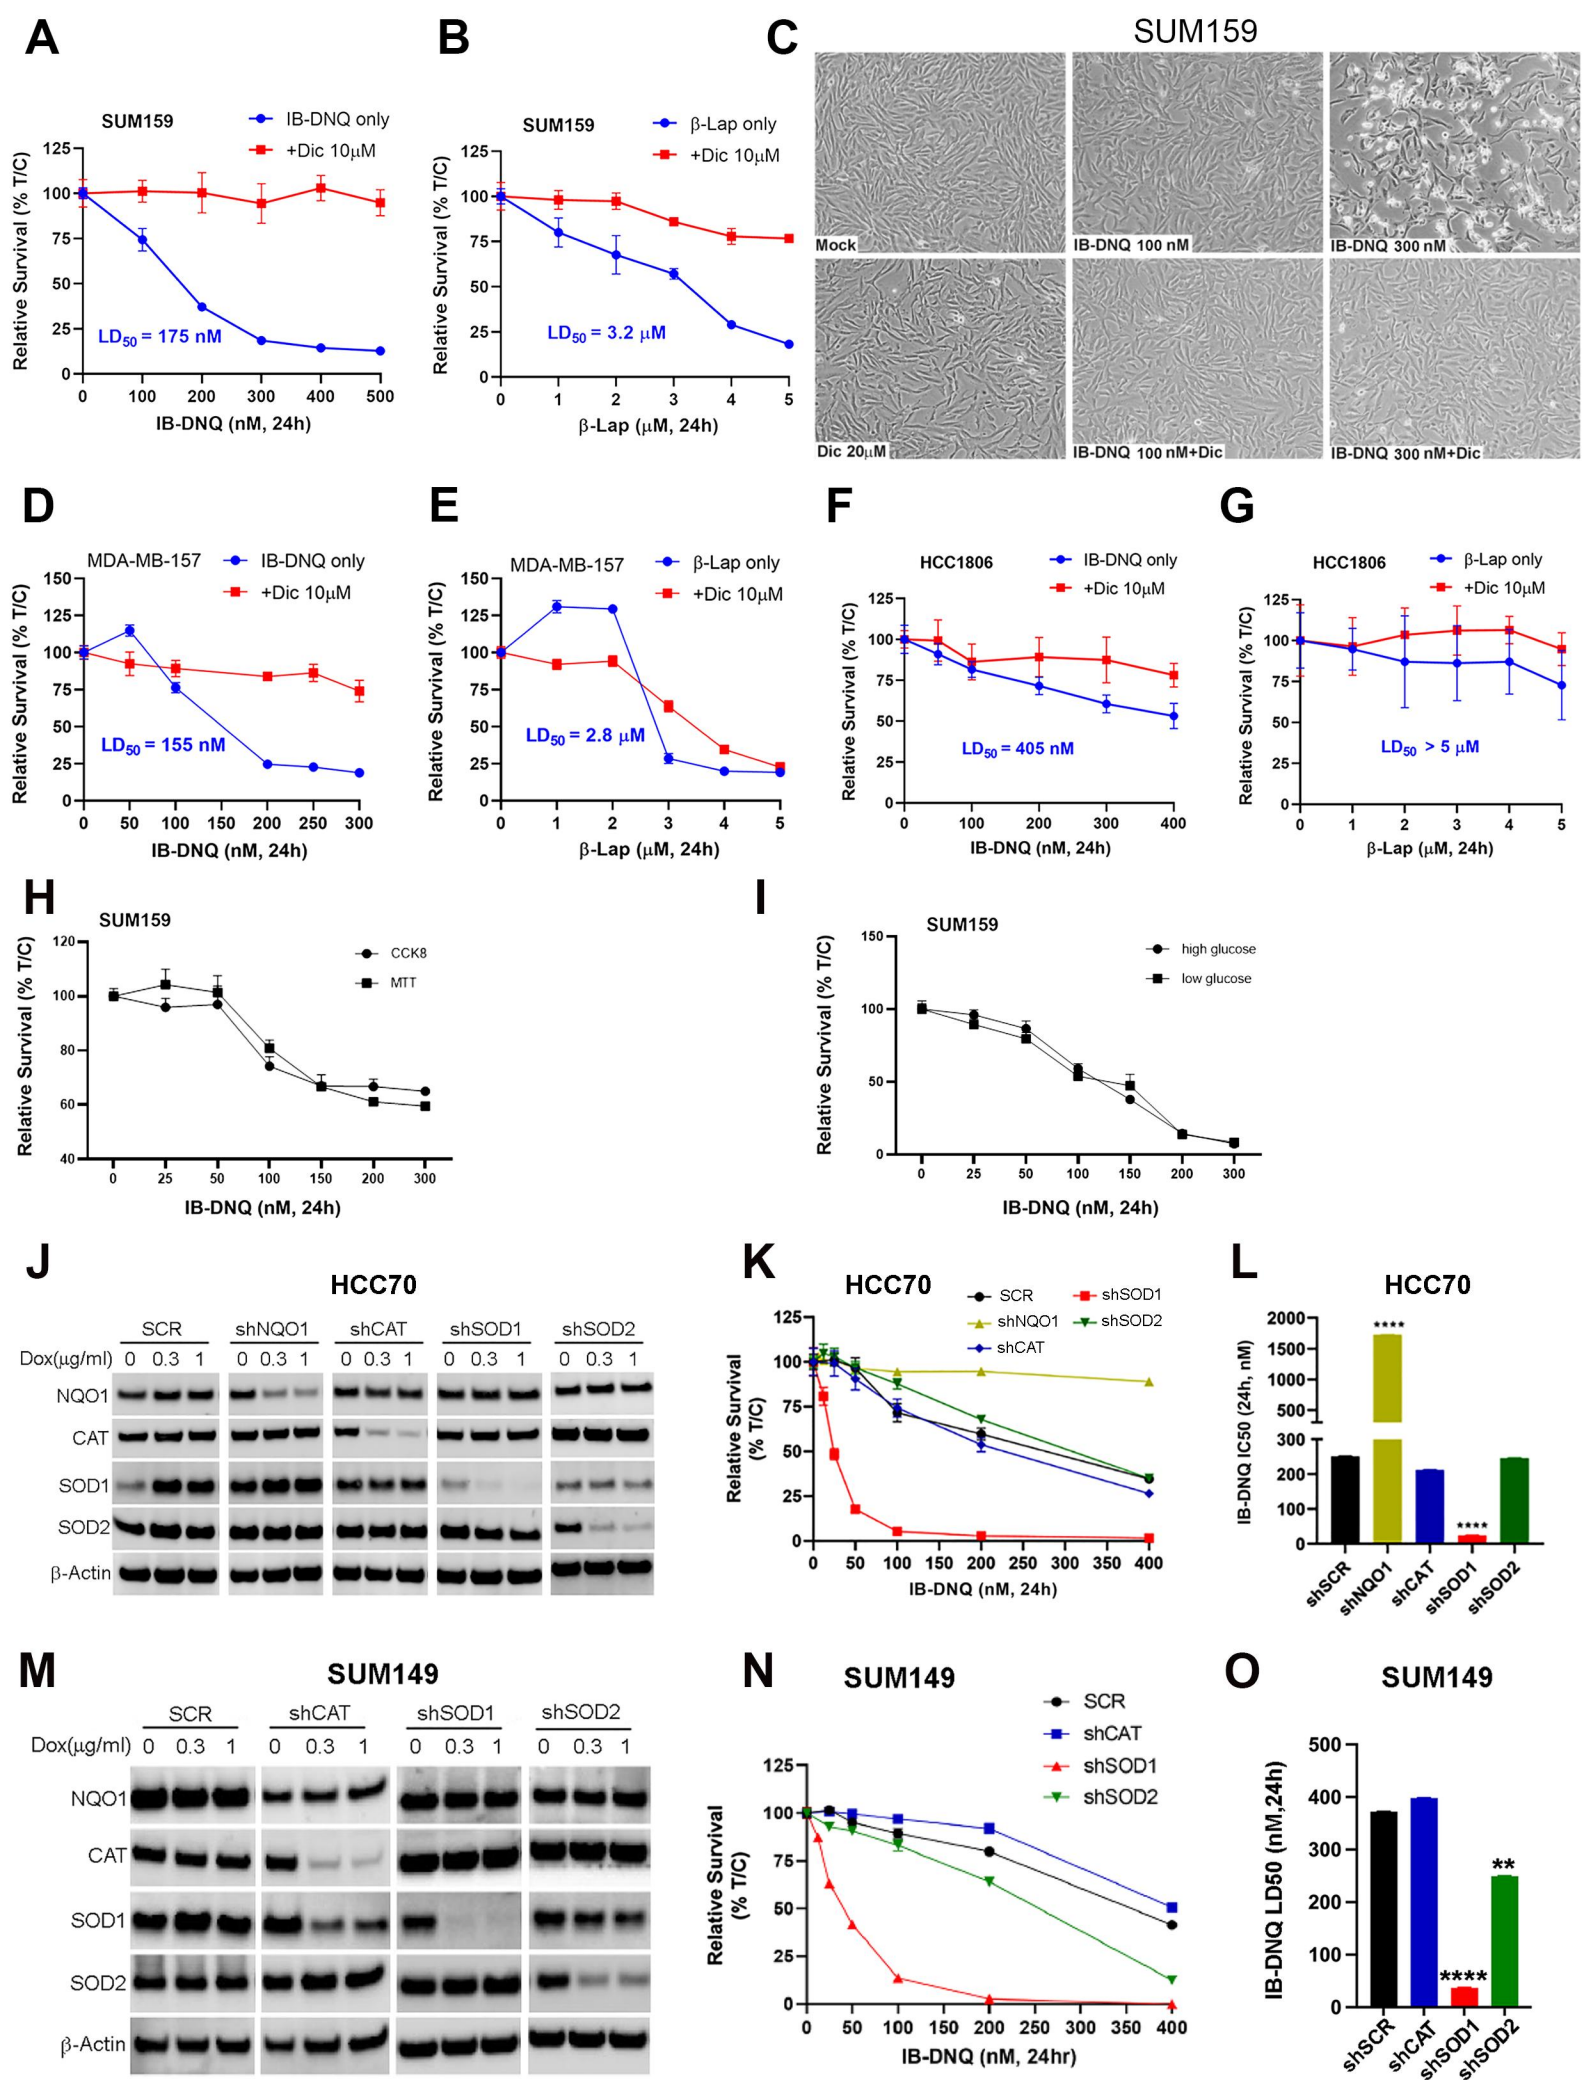 A
SUM159
IB-DNQ only
+Dic 10μM
Relative Survival (% T/C)
125
100
75
50
25
0
LD50 = 175 nM
0 100 200 300 400 500
IB-DNQ (nM, 24h)
B
SUM159
β-Lap only
+Dic 10μM
Relative Survival (% T/C)
125
100
75
50
25
0
LD50 = 3.2 μM
0 1 2 3 4 5
β-Lap (μM, 24h)
C
SUM159
Mock
IB-DNQ 100 nM
IB-DNQ 300 nM
Dic 20μM
IB-DNQ 100 nM+Dic
IB-DNQ 300 nM+Dic
D
MDA-MB-157
IB-DNQ only
+Dic 10μM
Relative Survival (% T/C)
150
125
100
75
50
25
0
LD50 = 155 nM
0 50 100 150 200 250 300
IB-DNQ (nM, 24h)
E
MDA-MB-157
β-Lap only
+Dic 10μM
Relative Survival (% T/C)
150
125
100
75
50
25
0
LD50 = 2.8 μM
0 1 2 3 4 5
β-Lap (μM, 24h)
F
HCC1806
IB-DNQ only
+Dic 10μM
Relative Survival (% T/C)
125
100
75
50
25
0
LD50 = 405 nM
0 100 200 300 400
IB-DNQ (nM, 24h)
G
HCC1806
β-Lap only
+Dic 10μM
Relative Survival (% T/C)
125
100
75
50
25
0
LD50 > 5 μM
0 1 2 3 4 5
β-Lap (μM, 24h)
H
SUM159
CCK8
MTT
Relative Survival (% T/C)
120
100
80
60
40
0 25 50 100 150 200 300
IB-DNQ (nM, 24h)
I
SUM159
high glucose
low glucose
Relative Survival (% T/C)
150
100
50
0
0 25 50 100 150 200 300
IB-DNQ (nM, 24h)
J
HCC70
SCR shNQO1 shCAT shSOD1 shSOD2
Dox(μg/ml) 0 0.3 1 0 0.3 1 0 0.3 1 0 0.3 1 0 0.3 1
NQO1
CAT
SOD1
SOD2
β-Actin
K
HCC70
SCR shSOD1
shNQO1 shSOD2
shCAT
Relative Survival
(% T/C)
125
100
75
50
25
0
0 50 100 150 200 250 300 350 400
IB-DNQ (nM, 24h)
L
HCC70
IB-DNQ IC50 (24h, nM)
2000
1500
1000
500
300
200
100
0
****
****
shSCR shNQO1 shCAT shSOD1 shSOD2
M
SUM149
SCR shCAT shSOD1 shSOD2
Dox(μg/ml) 0 0.3 1 0 0.3 1 0 0.3 1 0 0.3 1
NQO1
CAT
SOD1
SOD2
β-Actin
N
SUM149
SCR
shCAT
shSOD1
shSOD2
Relative Survival
(% T/C)
125
100
75
50
25
0
0 50 100 150 200 250 300 350 400
IB-DNQ (nM, 24hr)
O
SUM149
IB-DNQ LD50 (nM,24h)
500
400
300
200
100
0
****
**
shSCR shCAT shSOD1 shSOD2